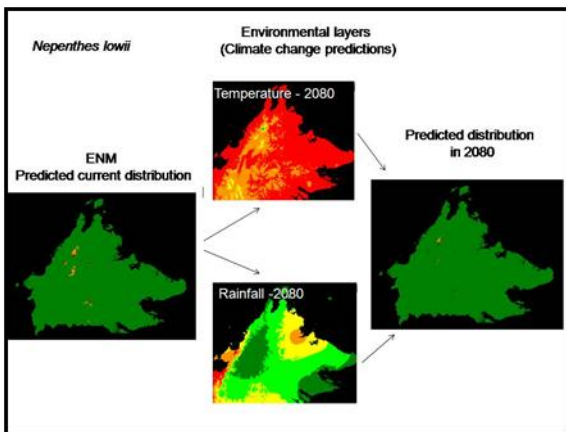 Nepenthes lowii
Environmental layers
(Climate change predictions)
Temperature - 2080
ENM
Predicted current distribution
Predicted distribution
in 2080
Rainfall -2080